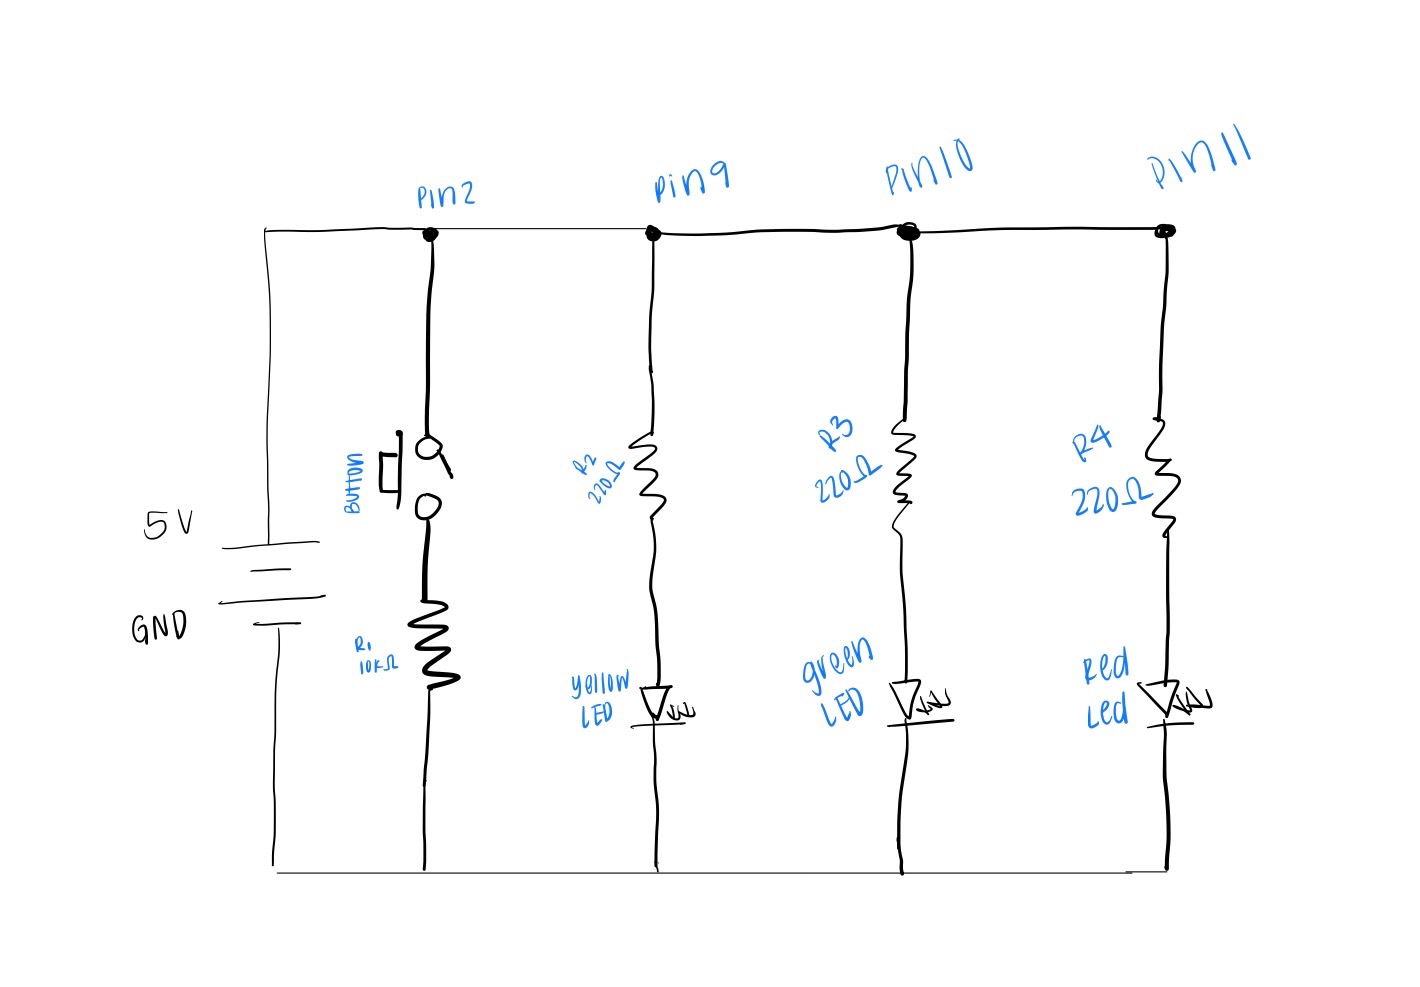 Pin2
Pin9
Pin10
Pin11
5V
GND
BUTTON
R1
10KΩ
R2
220Ω
R3
220Ω
R4
220Ω
yellow
LED
green
LED
Red
Led